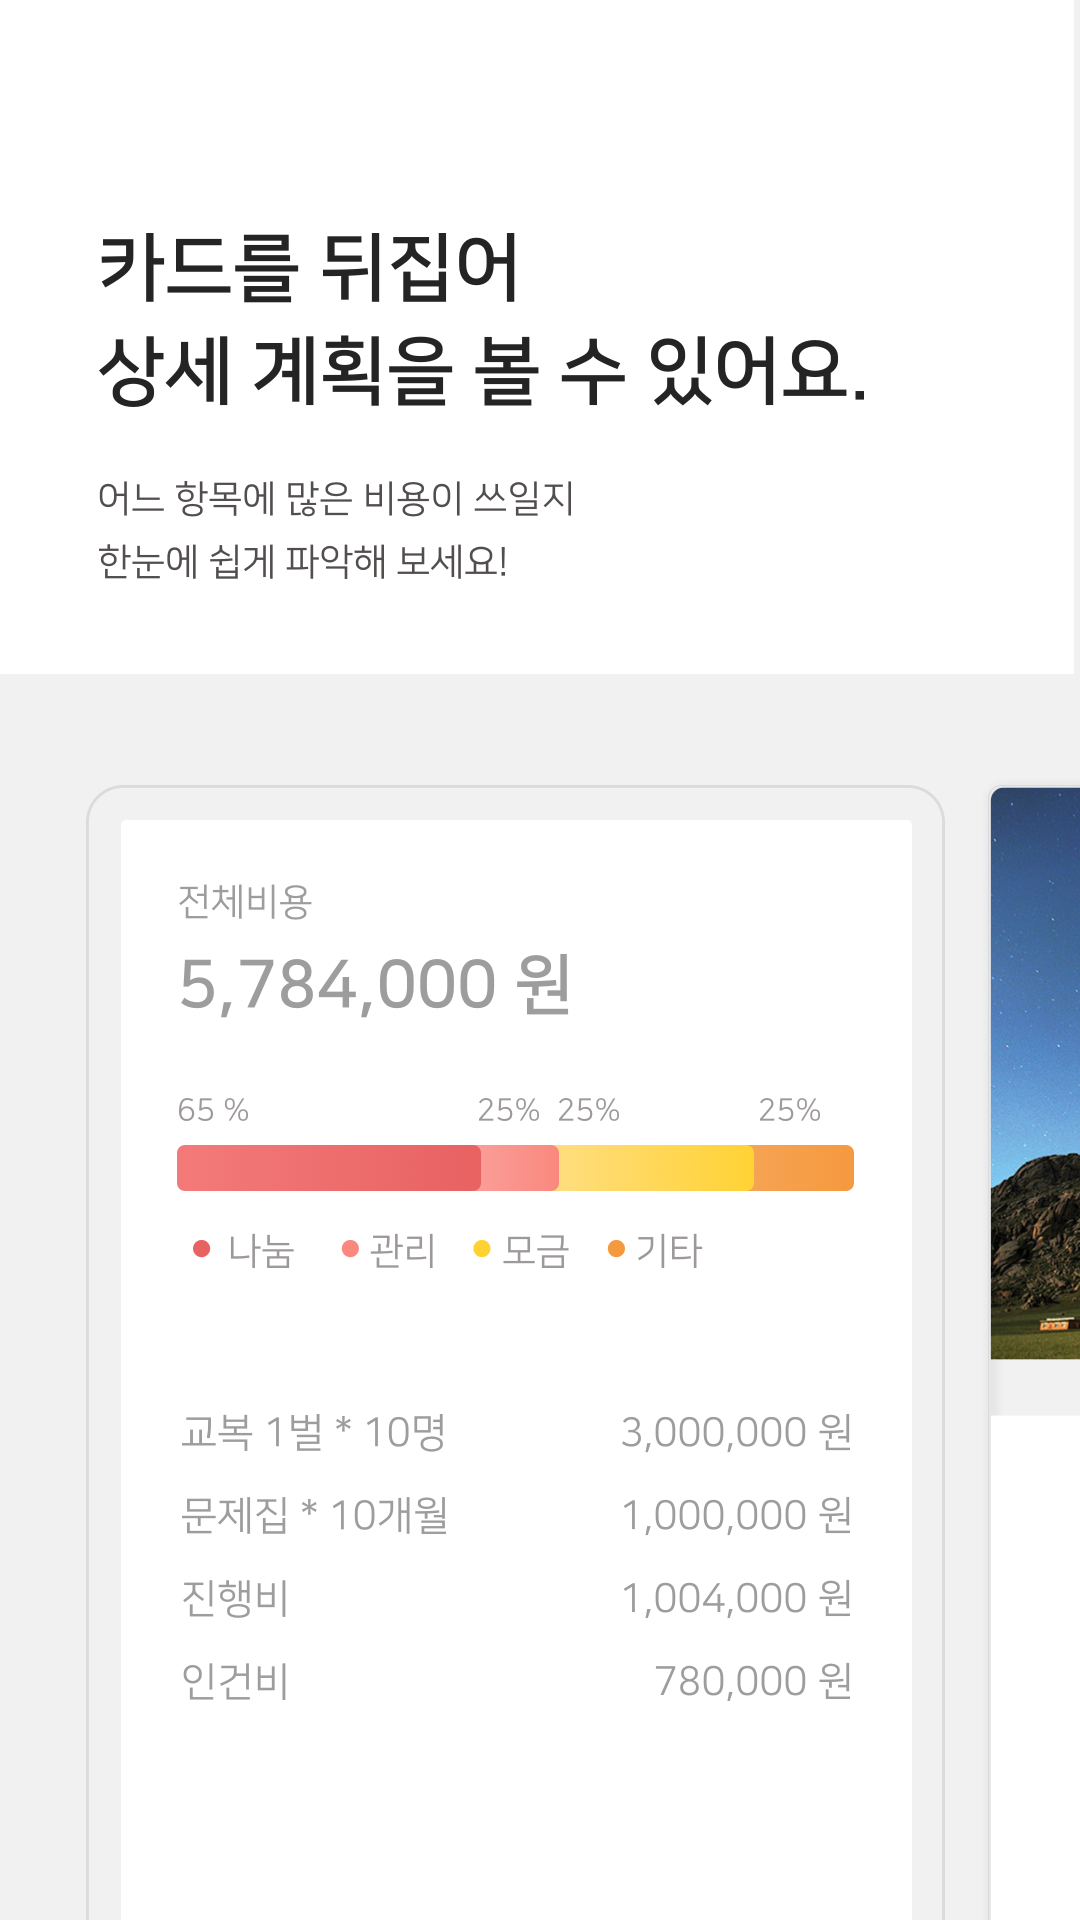 카드를 뒤집어
상세 계획을 볼 수 있어요.
어느 항목에 많은 비용이 쓰일지
한눈에 쉽게 파악해 보세요!
전체비용
5,784,000 원
65 % 25% 25% 25%
나눔 관리 모금 기타
교복 1벌 * 10명 3,000,000 원
문제집 * 10개월 1,000,000 원
진행비 1,004,000 원
인건비 780,000 원